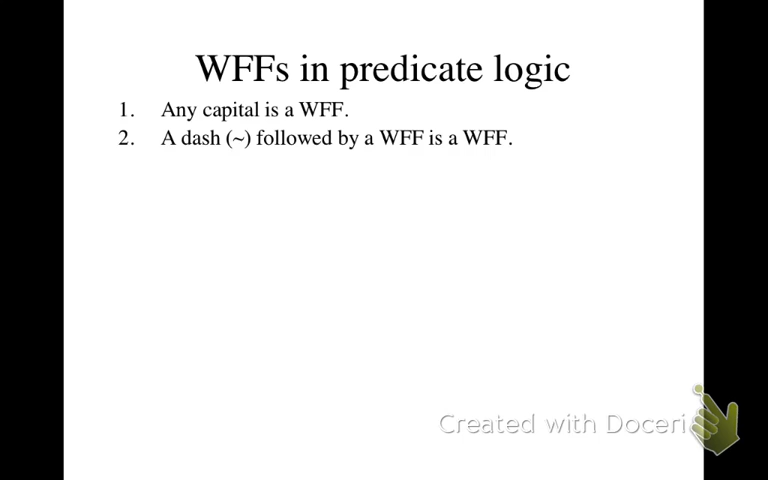 WFFs in predicate logic
1. Any capital is a WFF.
2. A dash (~) followed by a WFF is a WFF.
Created with Doceri